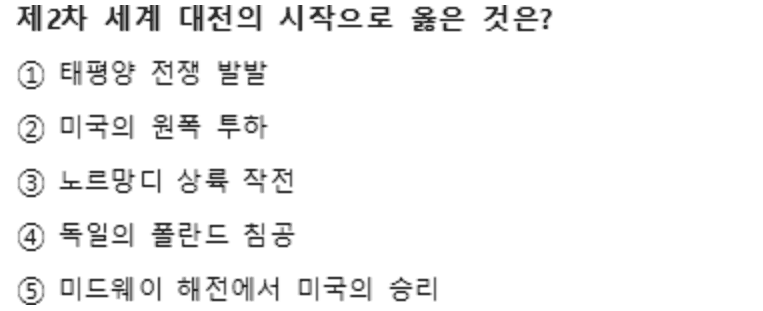 제2차 세계 대전의 시작으로 옳은 것은?
① 태평양 전쟁 발발
② 미국의 원폭 투하
③ 노르망디 상륙 작전
④ 독일의 폴란드 침공
⑤ 미드웨이 해전에서 미국의 승리